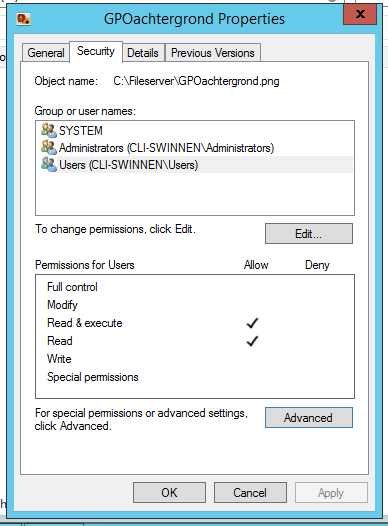 GPOachtergrond Properties
x
General Security Details Previous Versions
Object name: C:\Fileserver\GPOachtergrond.png
Group or user names:
SYSTEM
Administrators (CLI-SWINNEN\Administrators)
Users (CLI-SWINNEN\Users)
To change permissions, click Edit.
Edit...
Permissions for Users Allow Deny
Full control
Modify
Read & execute
Read
Write
Special permissions
For special permissions or advanced settings,
click Advanced.
Advanced
OK Cancel Apply